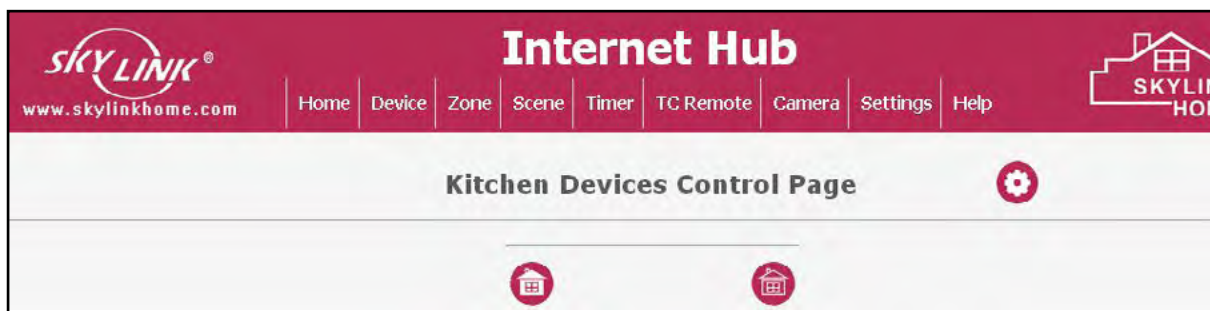 SKYLINK®
www.skylinkhome.com
Internet Hub
Home Device Zone Scene Timer TC Remote Camera Settings Help
Kitchen Devices Control Page